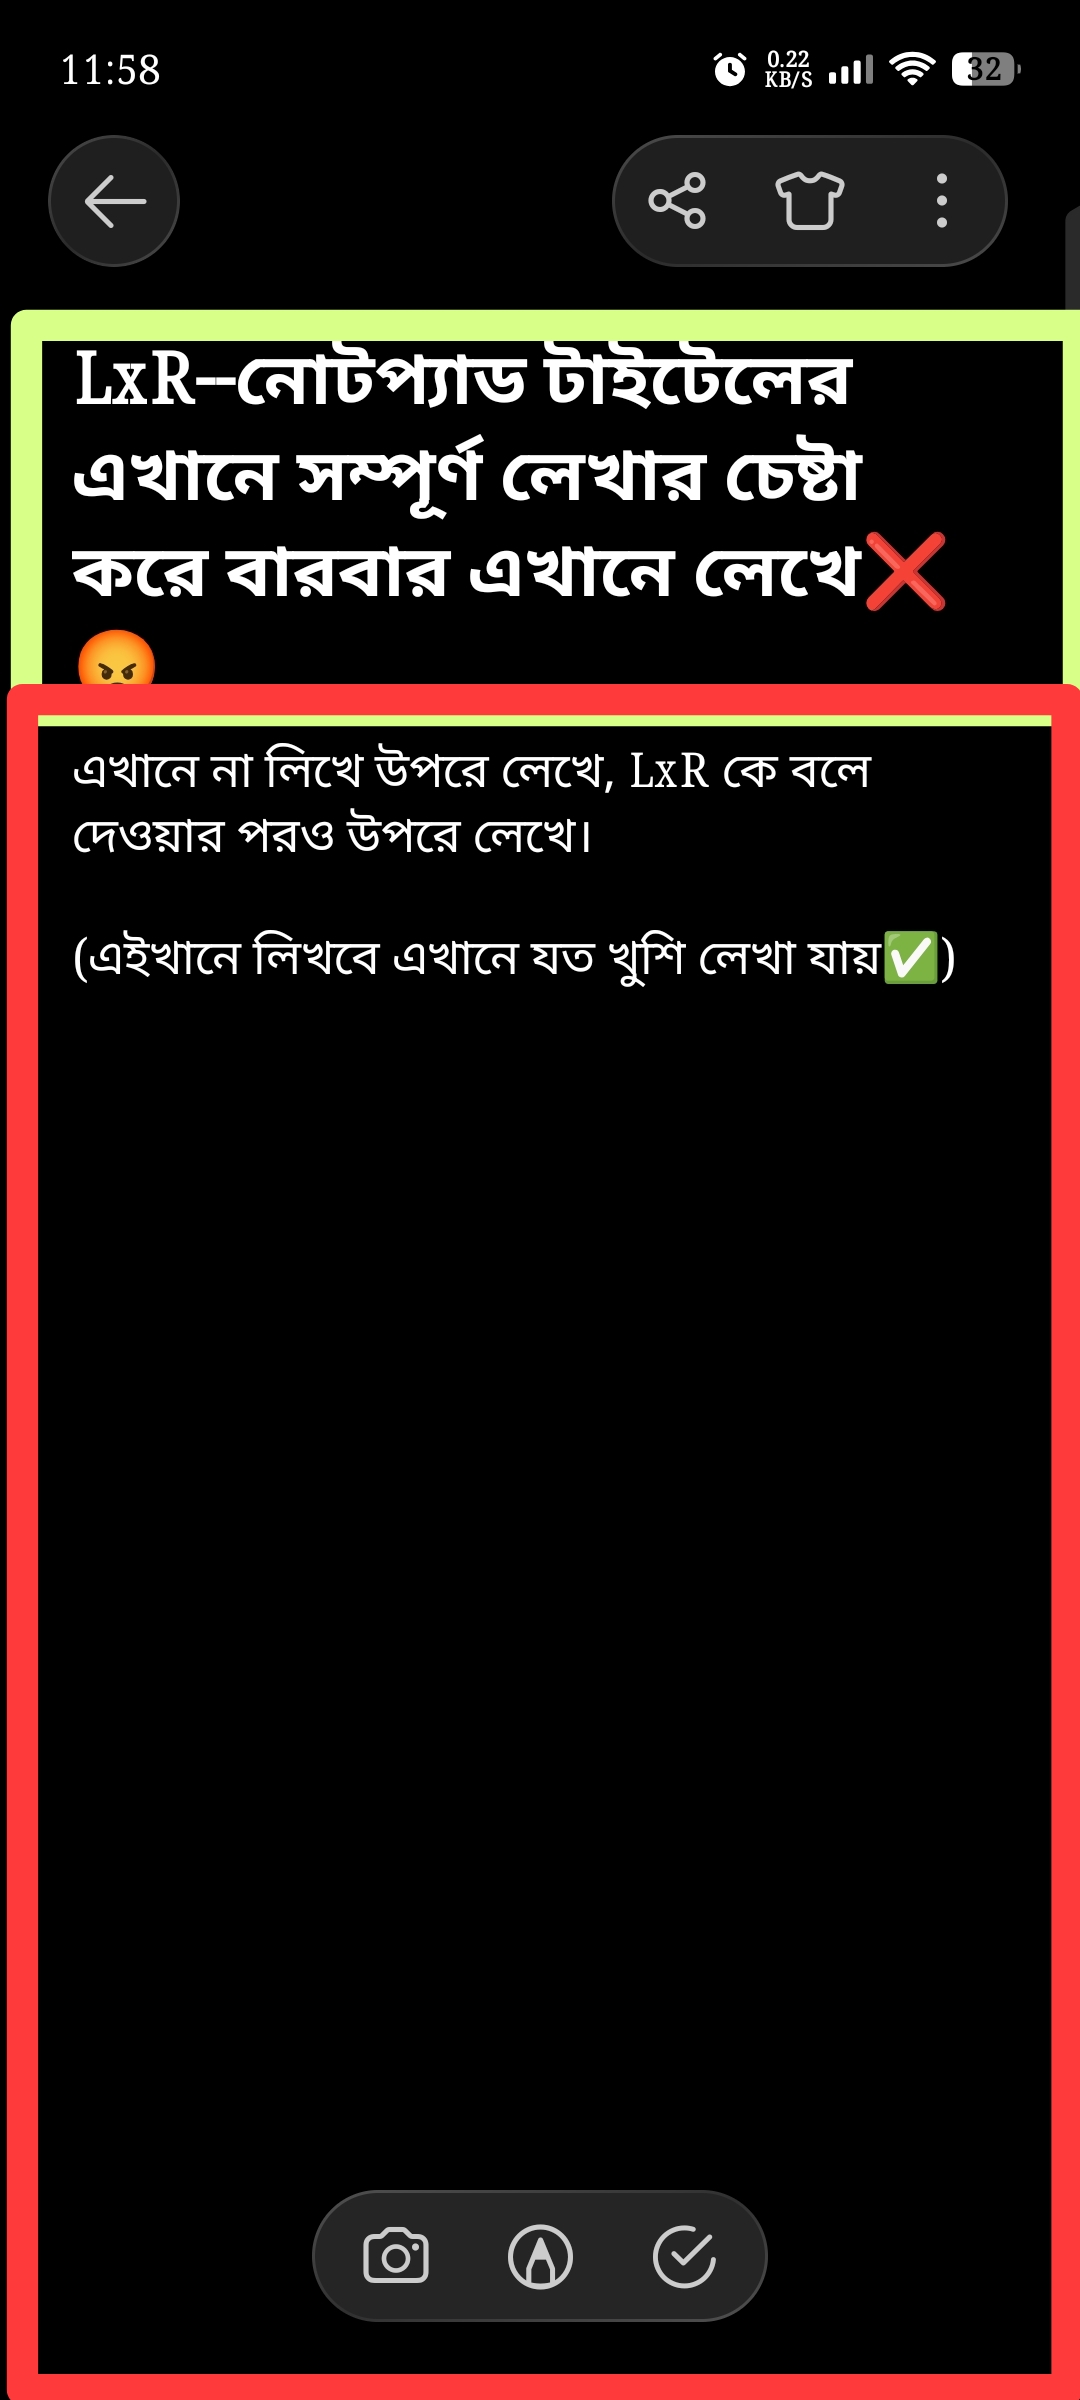 11:58
0.22
KB/S
32
LxR--নোটপ্যাড টাইটেলের
এখানে সম্পূর্ণ লেখার চেষ্টা
করে বারবার এখানে লেখে❌
😡
এখানে না লিখে উপরে লেখে, LxR কে বলে
দেওয়ার পরও উপরে লেখে।
(এইখানে লিখবে এখানে যত খুশি লেখা যায়✅)